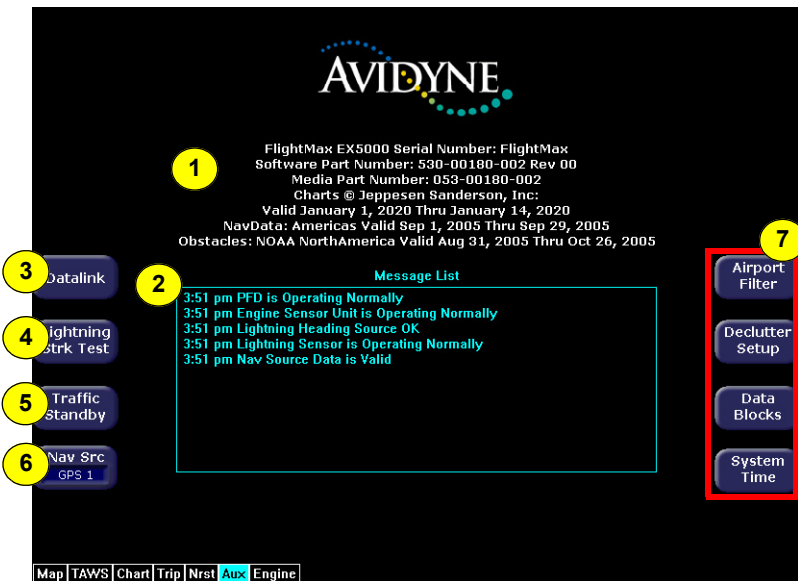 AVIDYNE
FlightMax EX5000 Serial Number: FlightMax
Software Part Number: 530-00180-002 Rev 00
Media Part Number: 053-00180-002
Charts © Jeppesen Sanderson, Inc:
Valid January 1, 2020 Thru January 14, 2020
NavData: Americas Valid Sep 1, 2005 Thru Sep 29, 2005
Obstacles: NOAA NorthAmerica Valid Aug 31, 2005 Thru Oct 26, 2005
1
2
Message List
3:51 pm PFD is Operating Normally
3:51 pm Engine Sensor Unit is Operating Normally
3:51 pm Lightning Heading Source OK
3:51 pm Lightning Sensor is Operating Normally
3:51 pm Nav Source Data is Valid
3
Datalink
4
Lightning
Strk Test
5
Traffic
Standby
6
Nav Src
GPS 1
7
Airport
Filter
Declutter
Setup
Data
Blocks
System
Time
Map TAWS Chart Trip Nrst Aux Engine